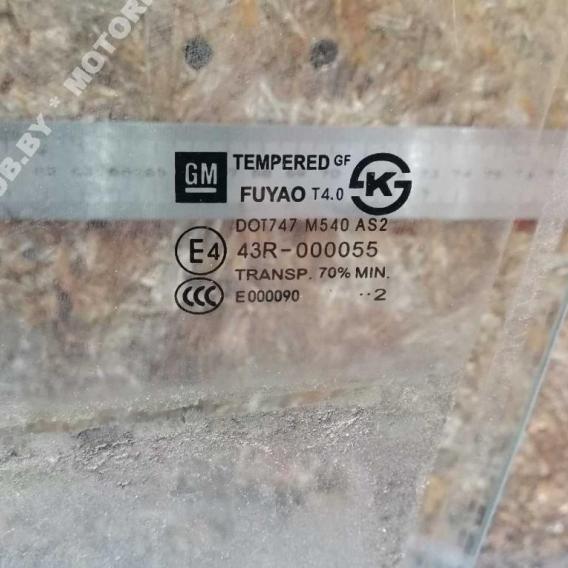 GM TEMPERED GF
FUYAO T4.0 K
DOT747 M540 AS2
E4 43R-000055
TRANSP. 70% MIN.
CCC E000090 ··2